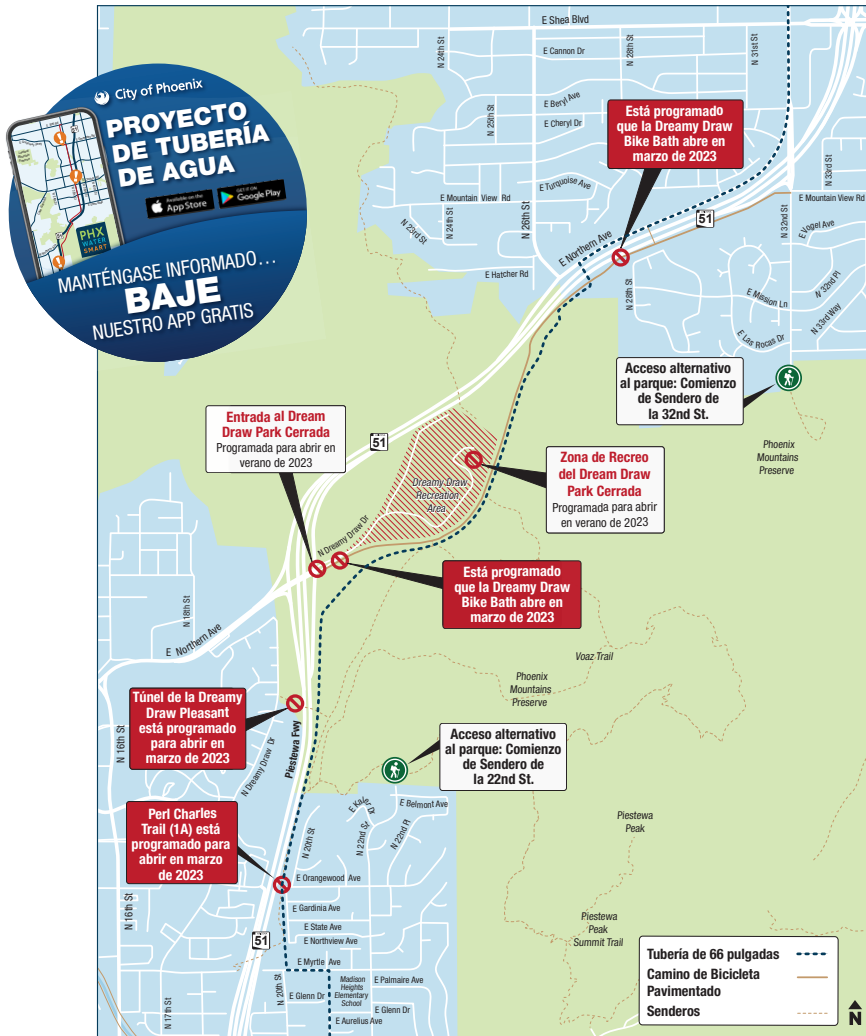 City of Phoenix
PROYECTO
DE TUBERÍA
DE AGUA
Available on the
App Store
GET IT ON
Google Play
PHX
WATER
SMART
MANTÉNGASE INFORMADO...
BAJE
NUESTRO APP GRATIS
E Shea Blvd
N 24th St
E Cannon Dr
N 28th St
N 31st St
N 25th St
E Beryl Ave
E Cheryl Dr
Está programado
que la Dreamy Draw
Bike Bath abre en
marzo de 2023
N 33rd St
E Turquoise Ave
E Mountain View Rd
E Mountain View Rd
N 23rd St
N 24th St
N 26th St
51
N 32nd St
E Vogel Ave
E Northern Ave
E Hatcher Rd
N 28th St
E Mission Ln
N 32nd Pl
N 33rd Way
E Las Rocas Dr
Acceso alternativo
al parque: Comienzo
de Sendero de
la 32nd St.
Phoenix
Mountains
Preserve
Entrada al Dream
Draw Park Cerrada
Programada para abrir en
verano de 2023
51
Zona de Recreo
del Dream Draw
Park Cerrada
Programada para abrir
en verano de 2023
Dreamy Draw
Recreation
Area
N Dreamy Draw Dr
Está programado
que la Dreamy Draw
Bike Bath abre en
marzo de 2023
N 18th St
E Northern Ave
Voaz Trail
Phoenix
Mountains
Preserve
Túnel de la Dreamy
Draw Pleasant
está programado
para abrir en
marzo de 2023
N 16th St
N Dreamy Draw Dr
Piestewa Fwy
Acceso alternativo
al parque: Comienzo
de Sendero de
la 22nd St.
Perl Charles
Trail (1A) está
programado para
abrir en marzo
de 2023
N 20th St
E Kaler Dr
N 22nd St
N 22nd Pl
E Belmont Ave
Piestewa
Peak
E Orangewood Ave
N 16th St
E Gardinia Ave
E State Ave
E Northview Ave
51
E Myrtle Ave
Piestewa
Peak
Summit Trail
N 17th St
N 20th St
E Glenn Dr
Madison
Heights
Elementary
School
E Palmaire Ave
E Glenn Dr
E Aurelius Ave
Tubería de 66 pulgadas
Camino de Bicicleta
Pavimentado
Senderos
N